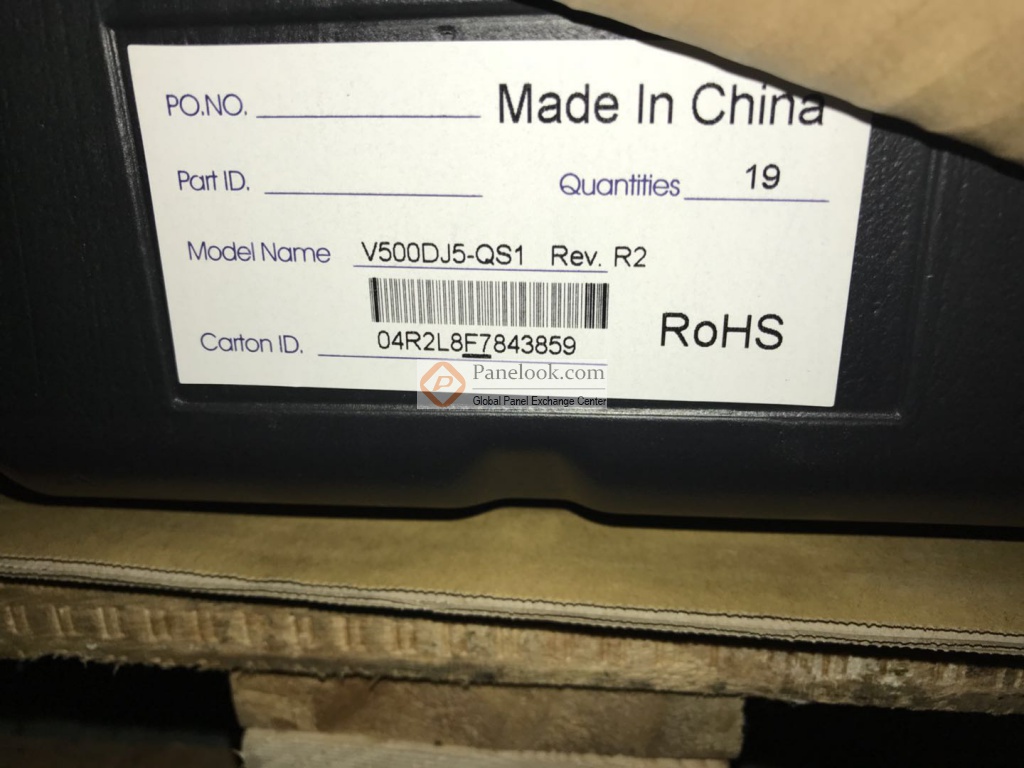 PO.NO. Made In China
Part ID. Quantities 19
Model Name V500DJ5-QS1 Rev. R2
RoHS
Carton ID. 04R2L8F7843859
P Panelook.com
Global Panel Exchange Center